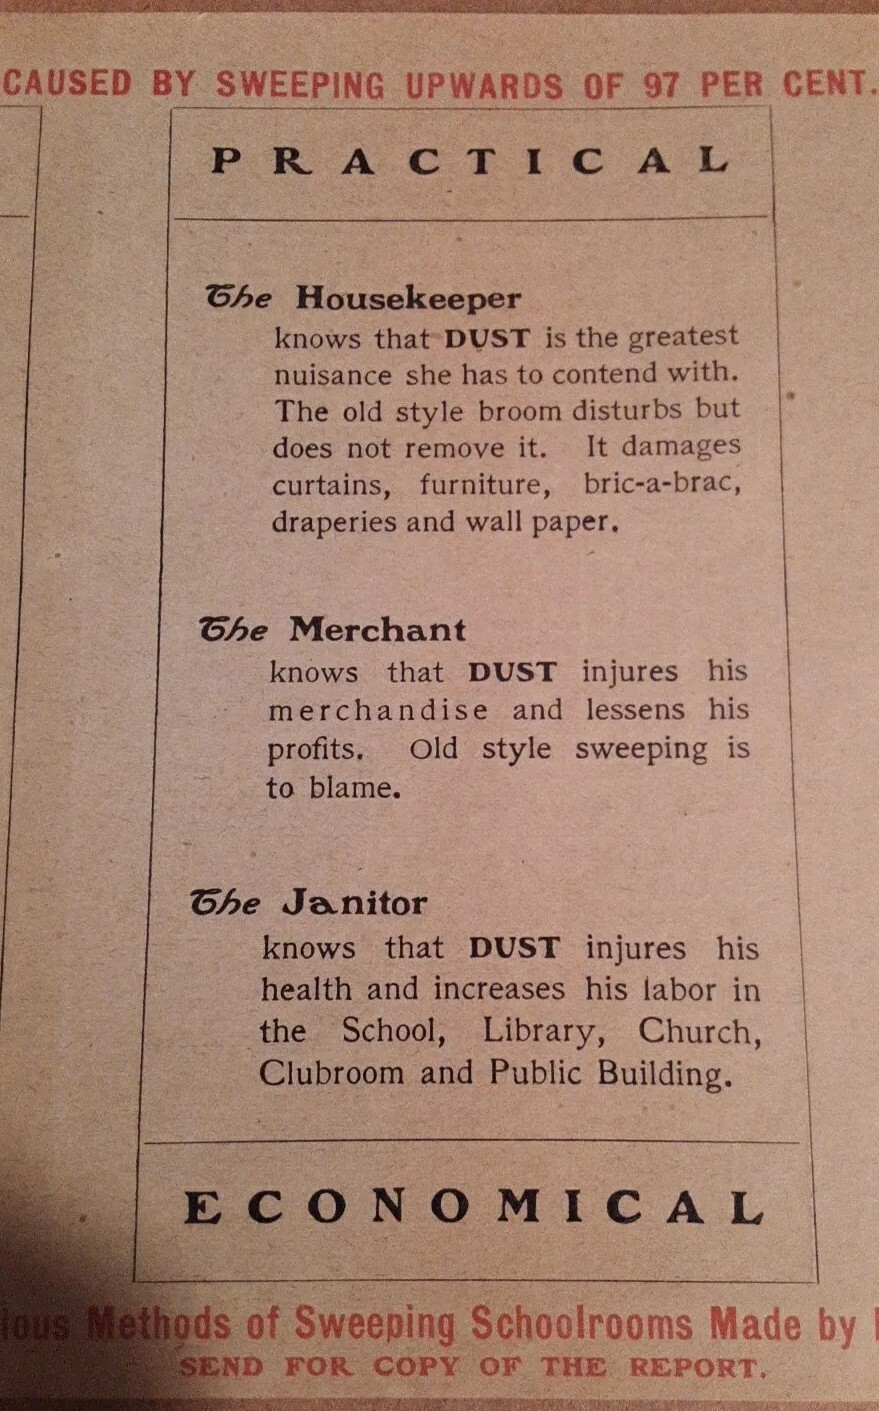 CAUSED BY SWEEPING UPWARDS OF 97 PER CENT.
PRACTICAL
The Housekeeper
knows that DUST is the greatest
nuisance she has to contend with.
The old style broom disturbs but
does not remove it. It damages
curtains, furniture, bric-a-brac,
draperies and wall paper.
The Merchant
knows that DUST injures his
merchandise and lessens his
profits. Old style sweeping is
to blame.
The Janitor
knows that DUST injures his
health and increases his labor in
the School, Library, Church,
Clubroom and Public Building.
ECONOMICAL
ious Methods of Sweeping Schoolrooms Made by
SEND FOR COPY OF THE REPORT.